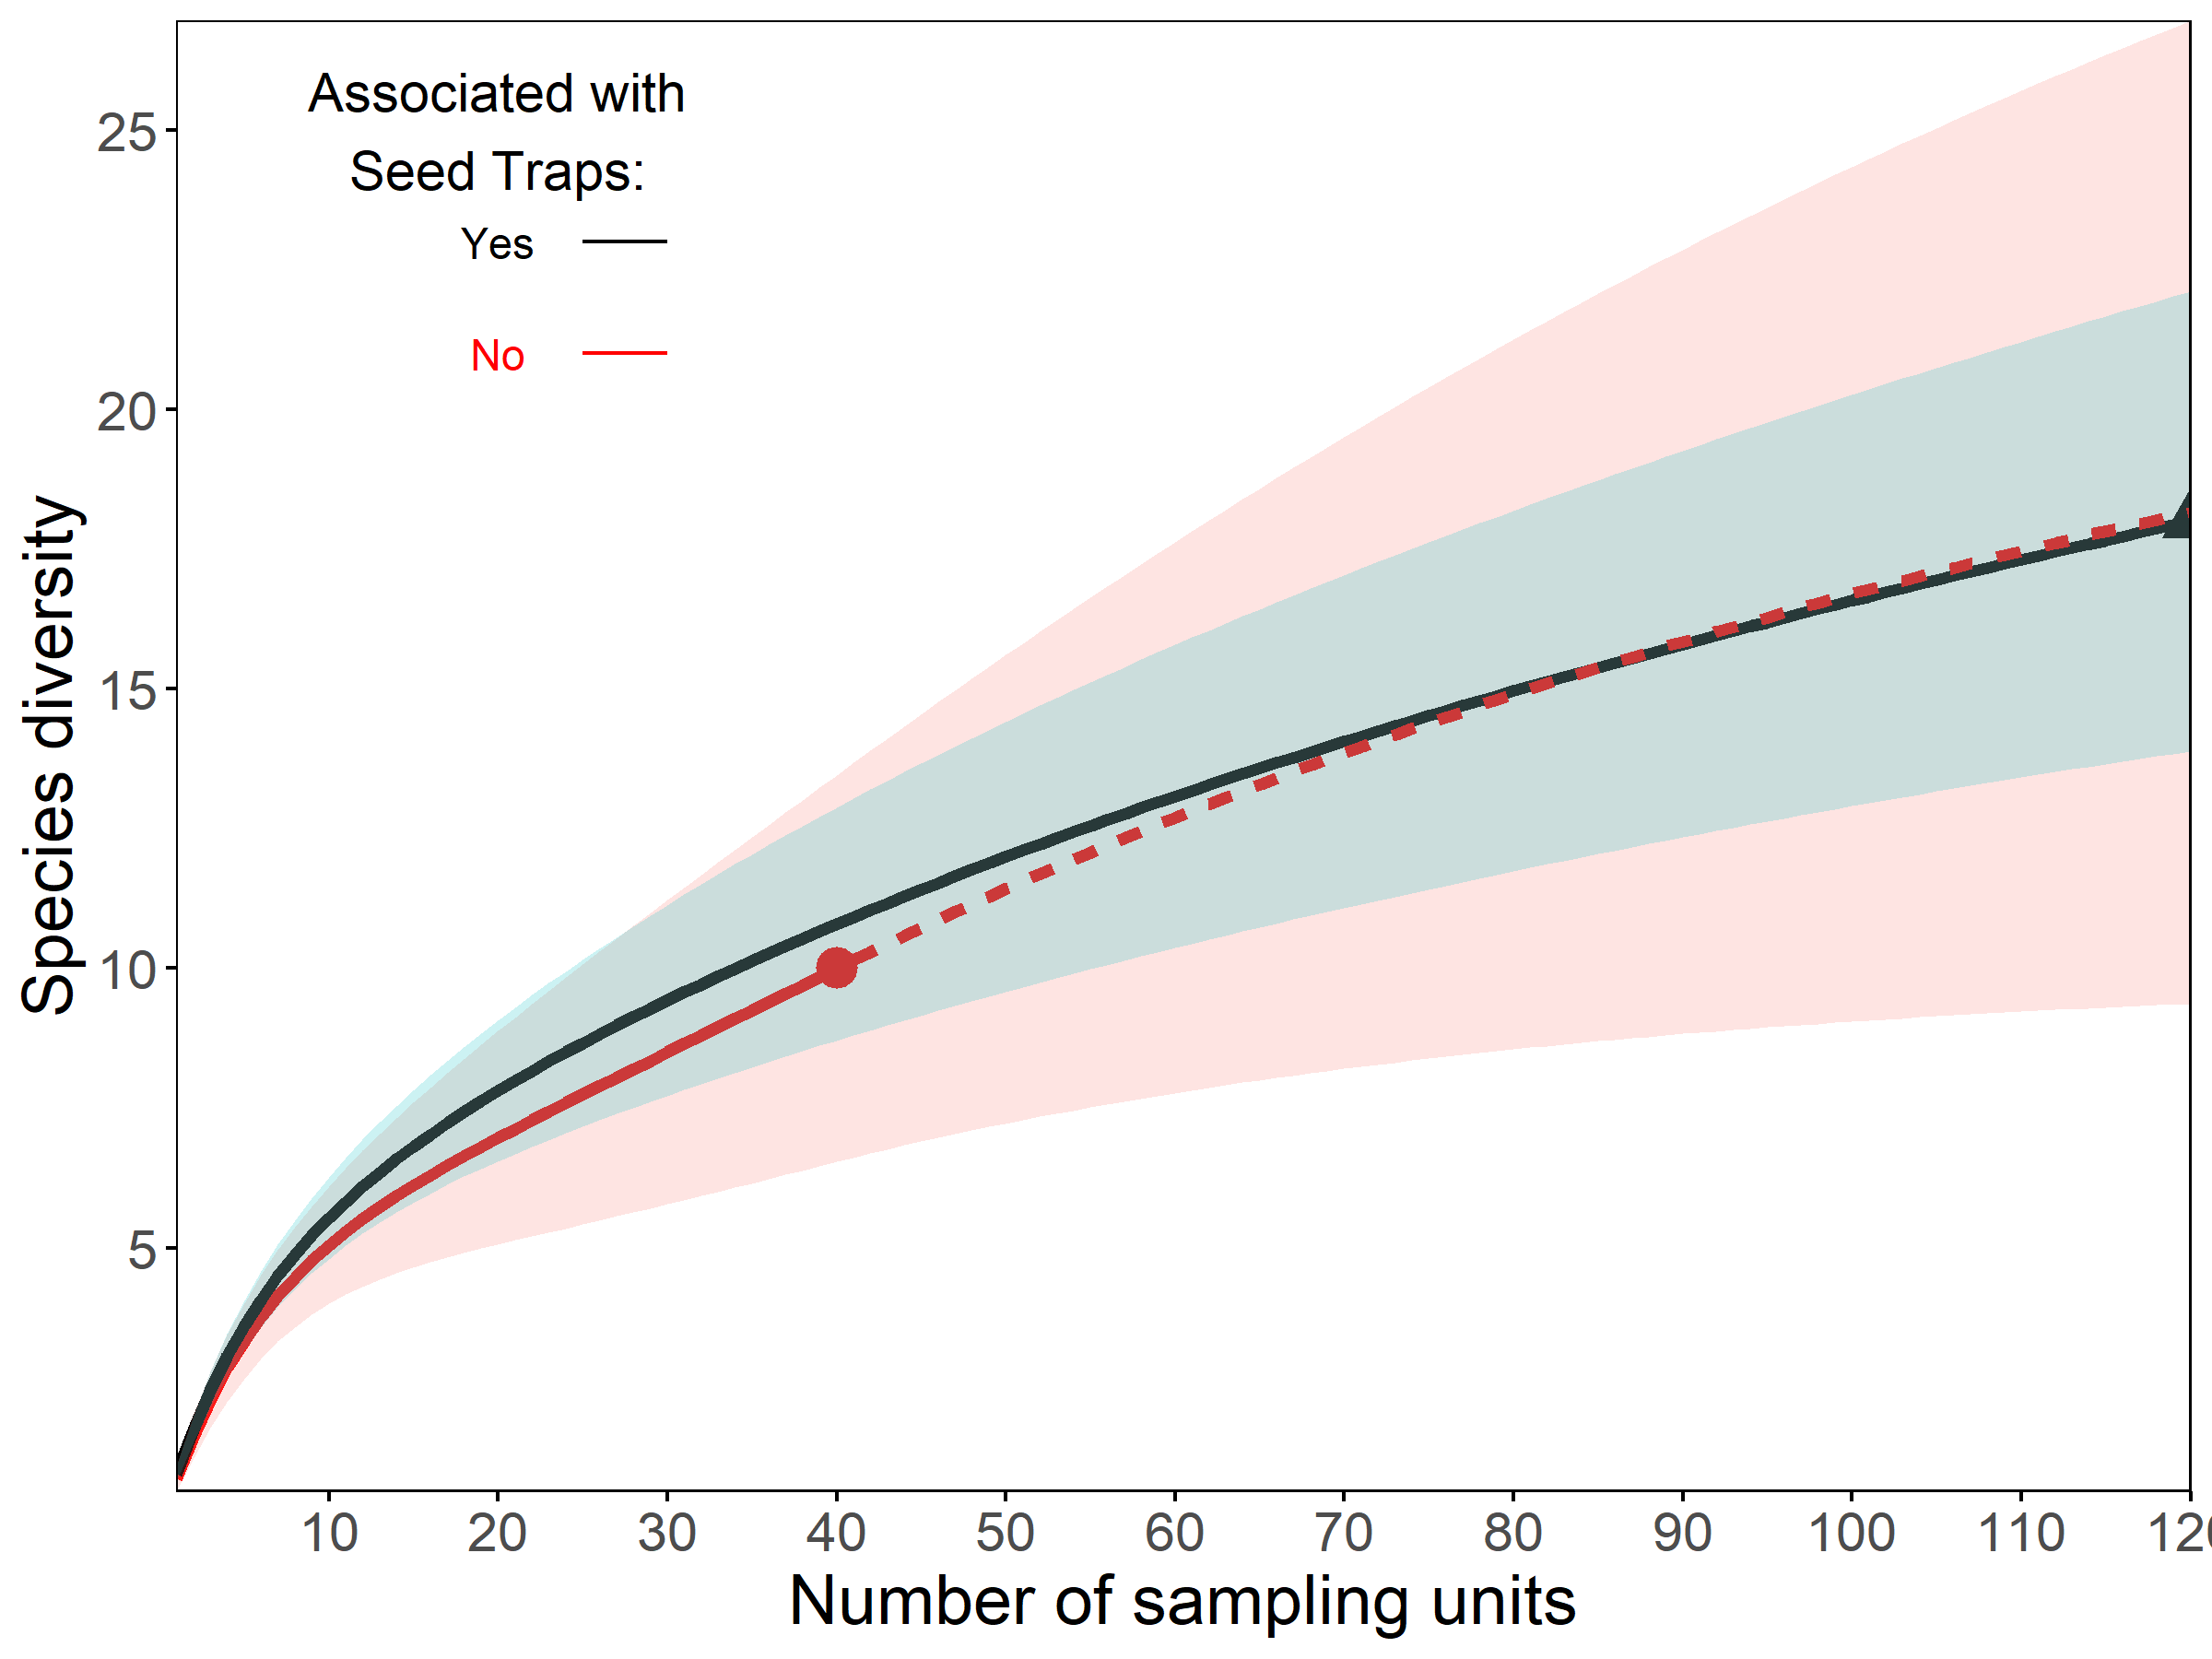 Associated with
Seed Traps:
Yes
No
25
20
15
10
5
Species diversity
10 20 30 40 50 60 70 80 90 100 110 120
Number of sampling units